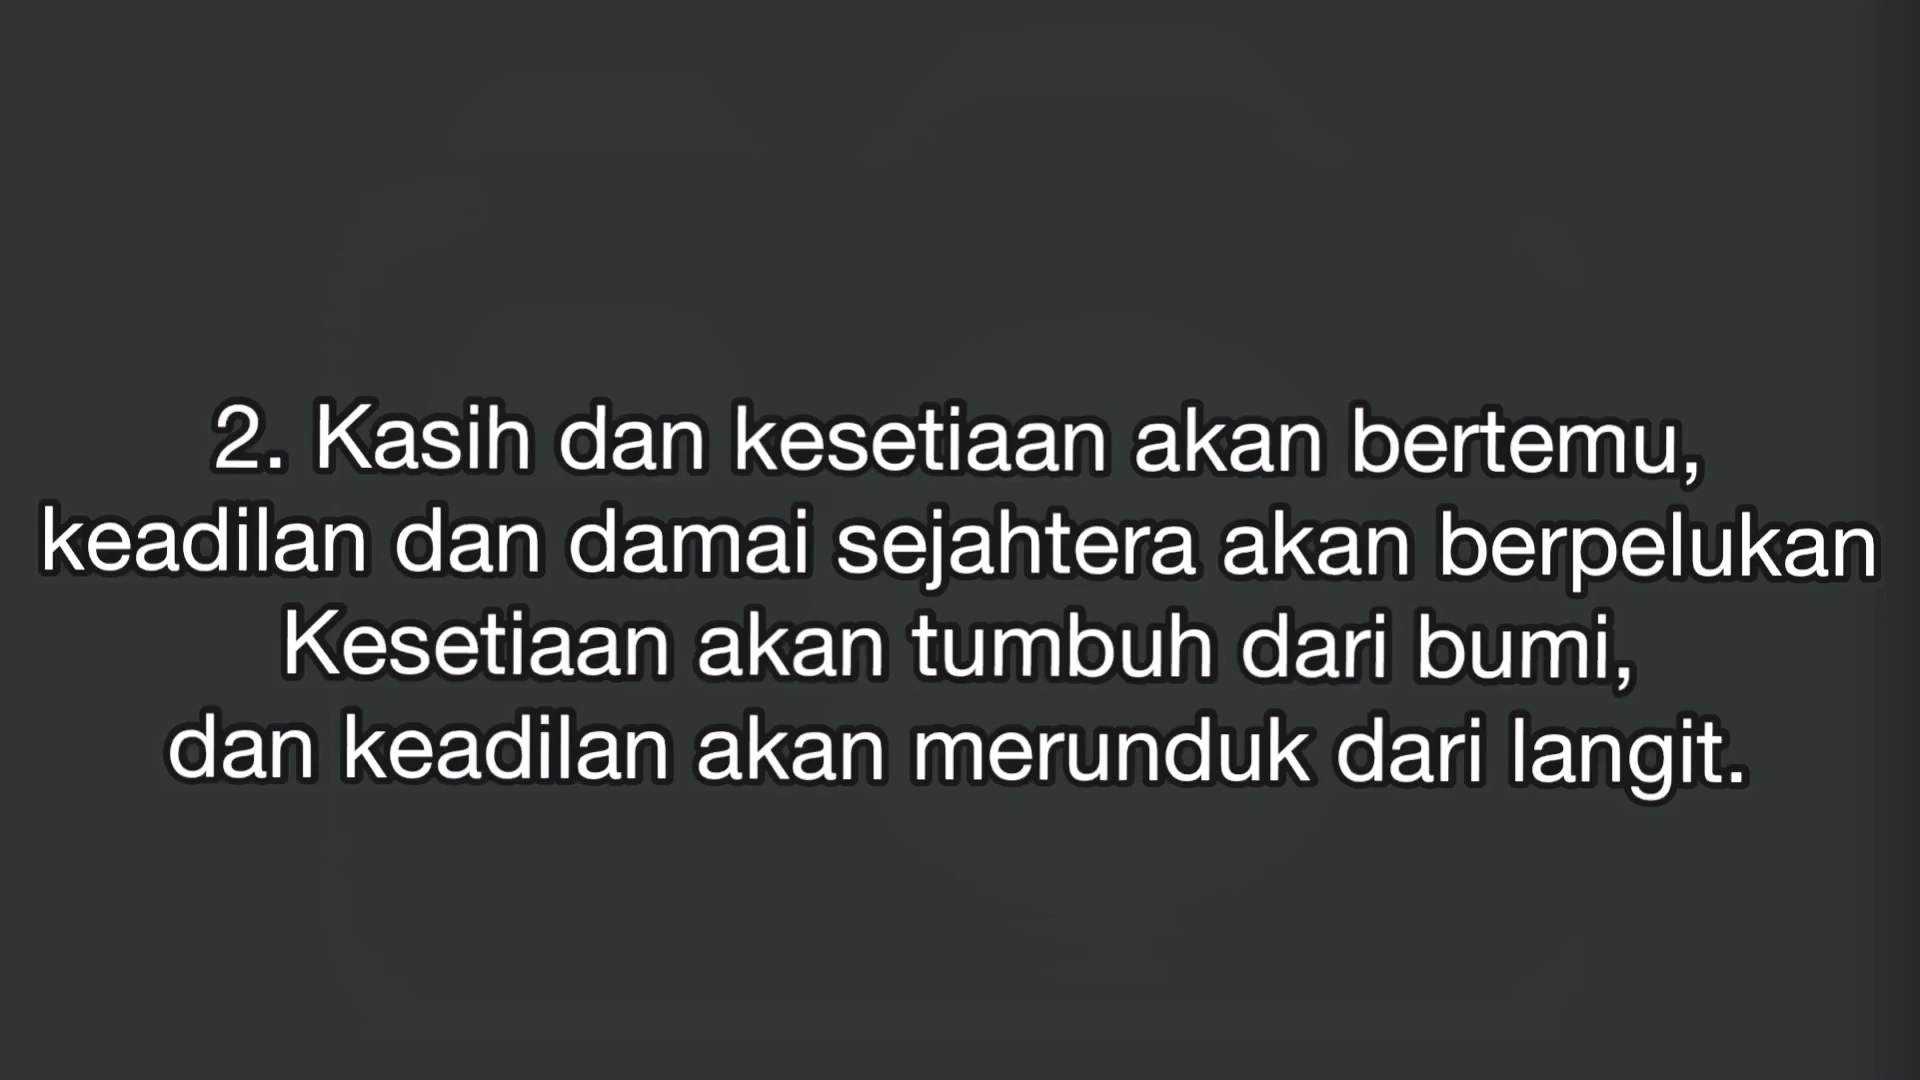 2. Kasih dan kesetiaan akan bertemu,
keadilan dan damai sejahtera akan berpelukan
Kesetiaan akan tumbuh dari bumi,
dan keadilan akan merunduk dari langit.